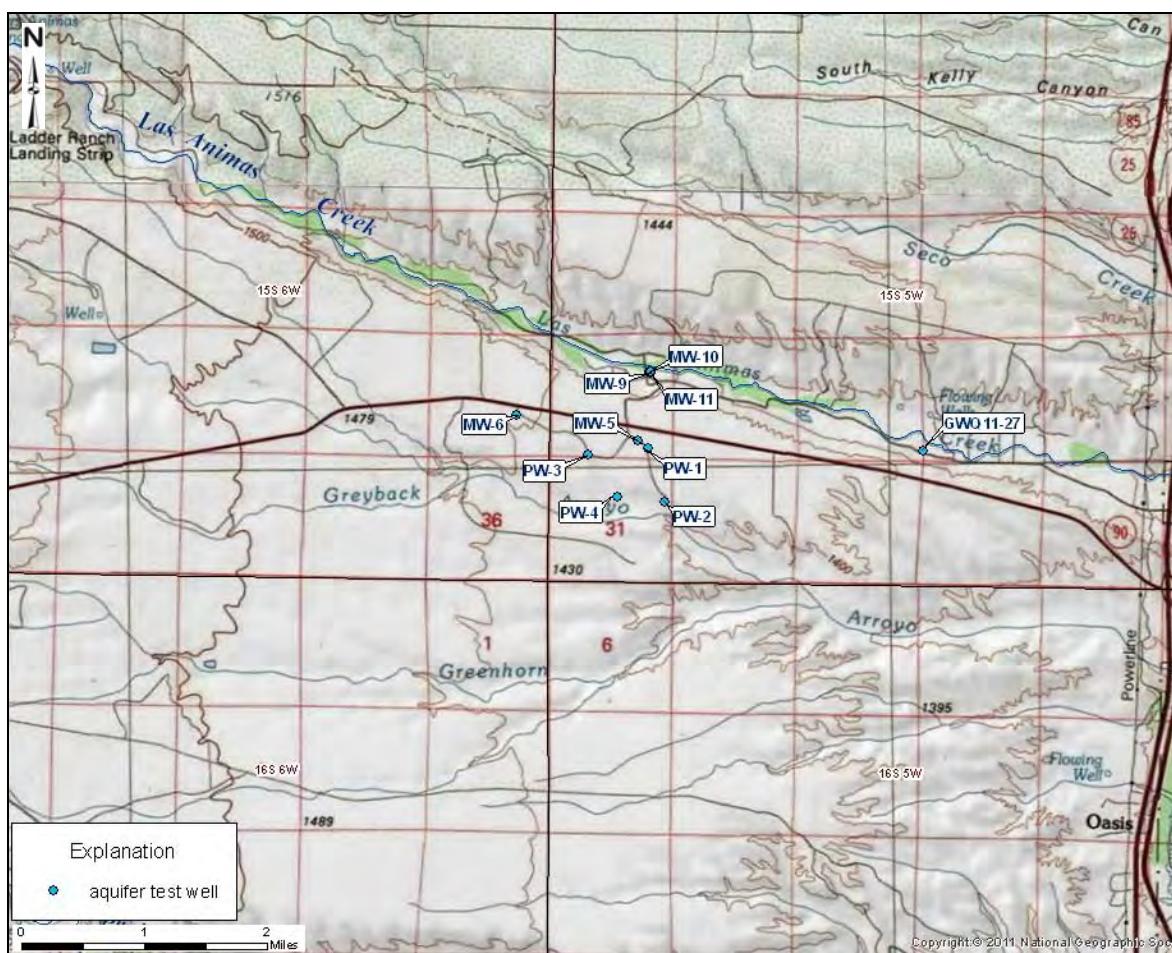 N
Animas
Can
Well
South Kelly Canyon
1516
85
Ladder Ranch
Landing Strip
Las Animas Creek
25
1444
25
1500
Seco Creek
15S 6W
15S 5W
Well
Las Animas
MW-10
MW-9
MW-11
Flowing
Creek
1479
MW-6
MW-5
GWQ 11-27
PW-1
PW-3
Greyback
PW-4
PW-2
36
31
90
1430
1400
Arroyo
1
6
Greenhorn
Powerline
1395
16S 6W
16S 5W
Flowing
Well
1489
Oasis
Explanation
aquifer test well
0 1 2
Miles
Copyright:© 2011 National Geographic Soc